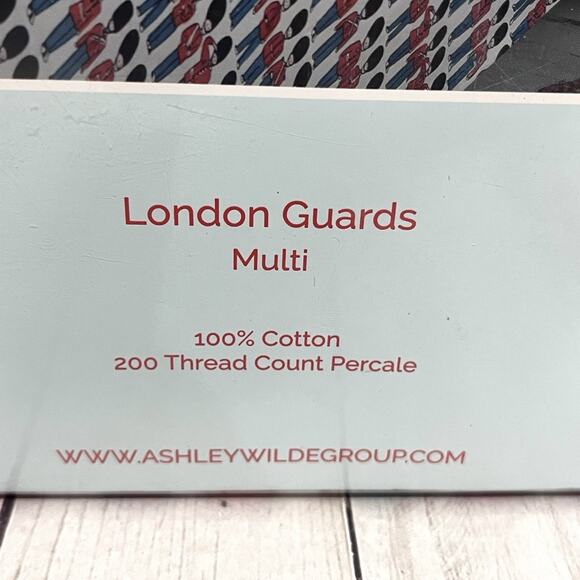 London Guards
Multi
100% Cotton
200 Thread Count Percale
WWW.ASHLEYWILDEGROUP.COM